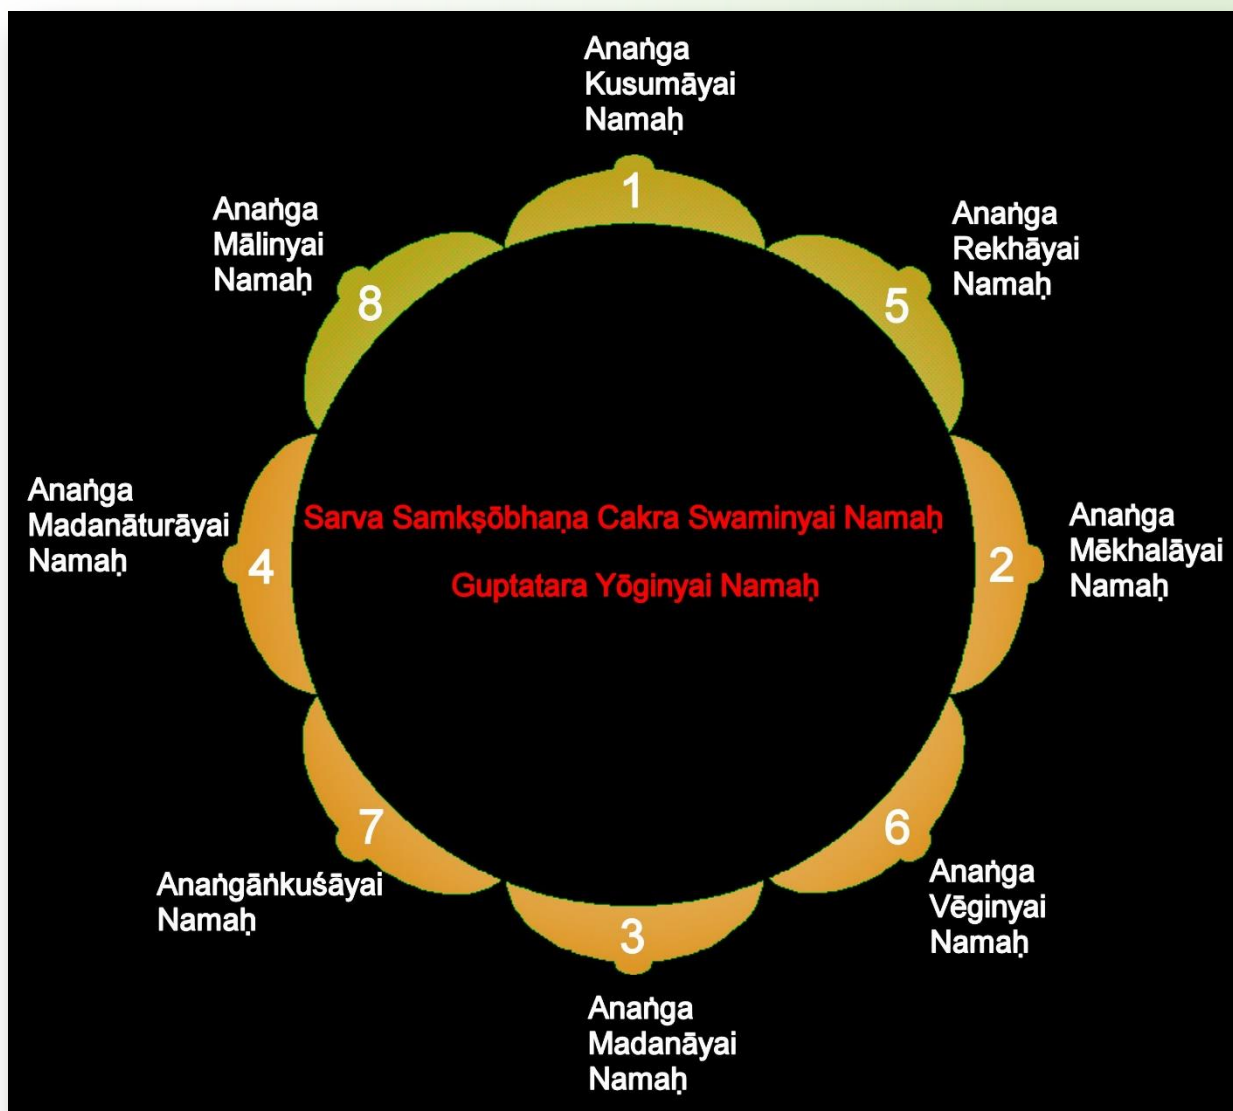 Anaṅga
Kusumāyai
Namaḥ
1
Anaṅga
Mālinyai
Namaḥ
8
Anaṅga
Rekhāyai
Namaḥ
5
Anaṅga
Madanāturāyai
Namaḥ
4
Sarva Samkṣōbhaṇa Cakra Swaminyai Namaḥ
Guptatara Yōginyai Namaḥ
2
Anaṅga
Mēkhalāyai
Namaḥ
7
Anaṅgāṅkuśāyai
Namaḥ
6
Anaṅga
Vēginyai
Namaḥ
3
Anaṅga
Madanāyai
Namaḥ